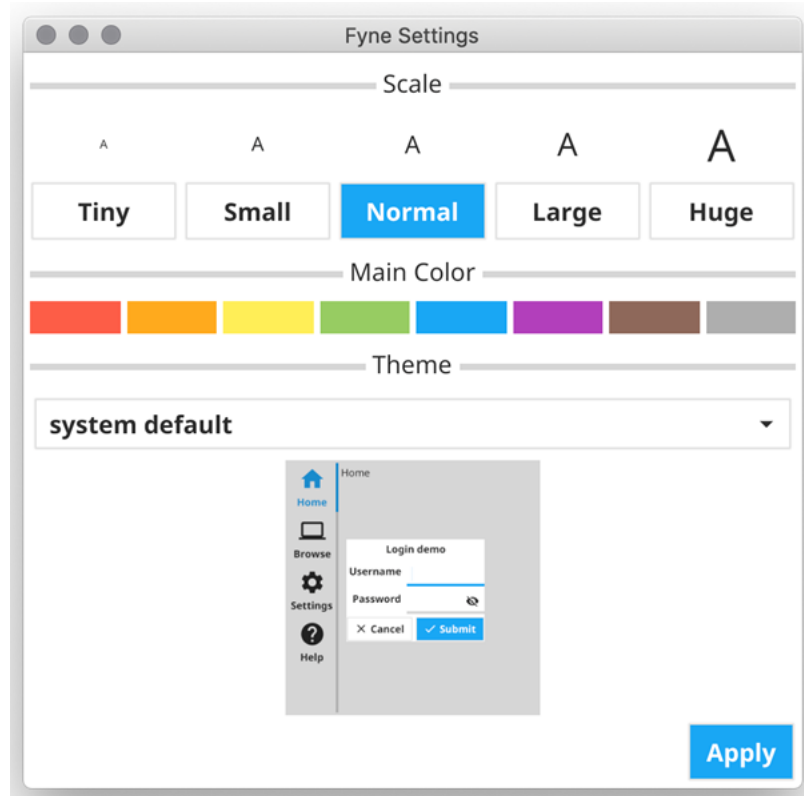 Fyne Settings
Scale
A A A A A
Tiny Small Normal Large Huge
Main Color
Theme
system default
Home
Home
Browse
Settings
Help
Login demo
Username
Password
Cancel Submit
Apply